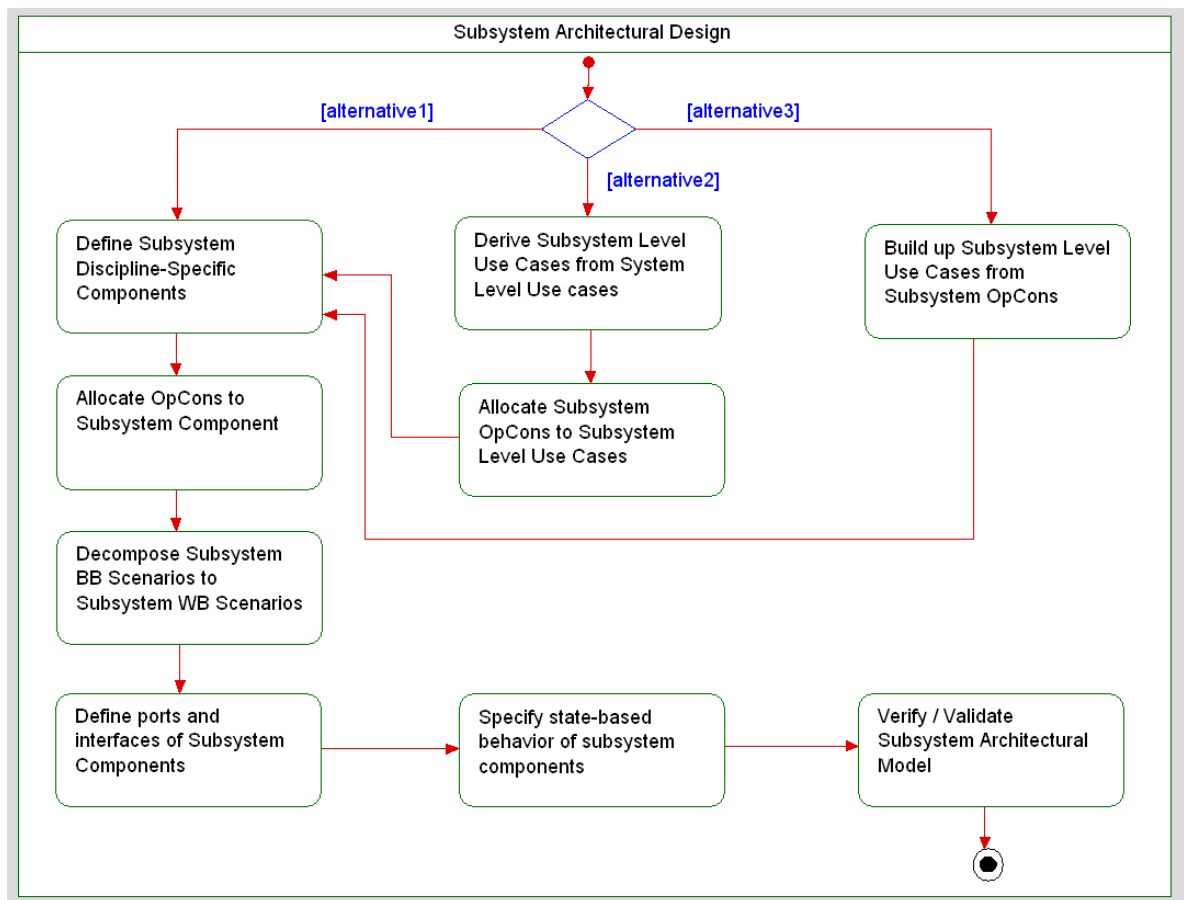 Subsystem Architectural Design
[alternative1]
[alternative3]
[alternative2]
Define Subsystem
Discipline-Specific
Components
Derive Subsystem Level
Use Cases from System
Level Use cases
Build up Subsystem Level
Use Cases from
Subsystem OpCons
Allocate OpCons to
Subsystem Component
Allocate Subsystem
OpCons to Subsystem
Level Use Cases
Decompose Subsystem
BB Scenarios to
Subsystem WB Scenarios
Define ports and
interfaces of Subsystem
Components
Specify state-based
behavior of subsystem
components
Verify / Validate
Subsystem Architectural
Model